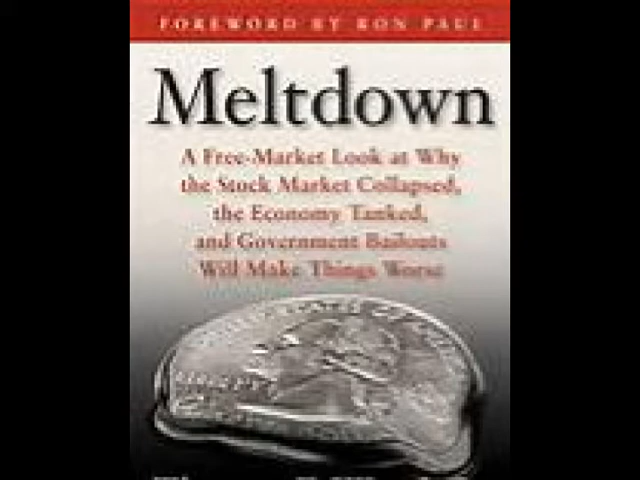 FOREWORD BY RON PAUL
Meltdown
A Free-Market Look at Why
the Stock Market Collapsed,
the Economy Tanked,
and Government Bailouts
Will Make Things Worse
LIBERTY